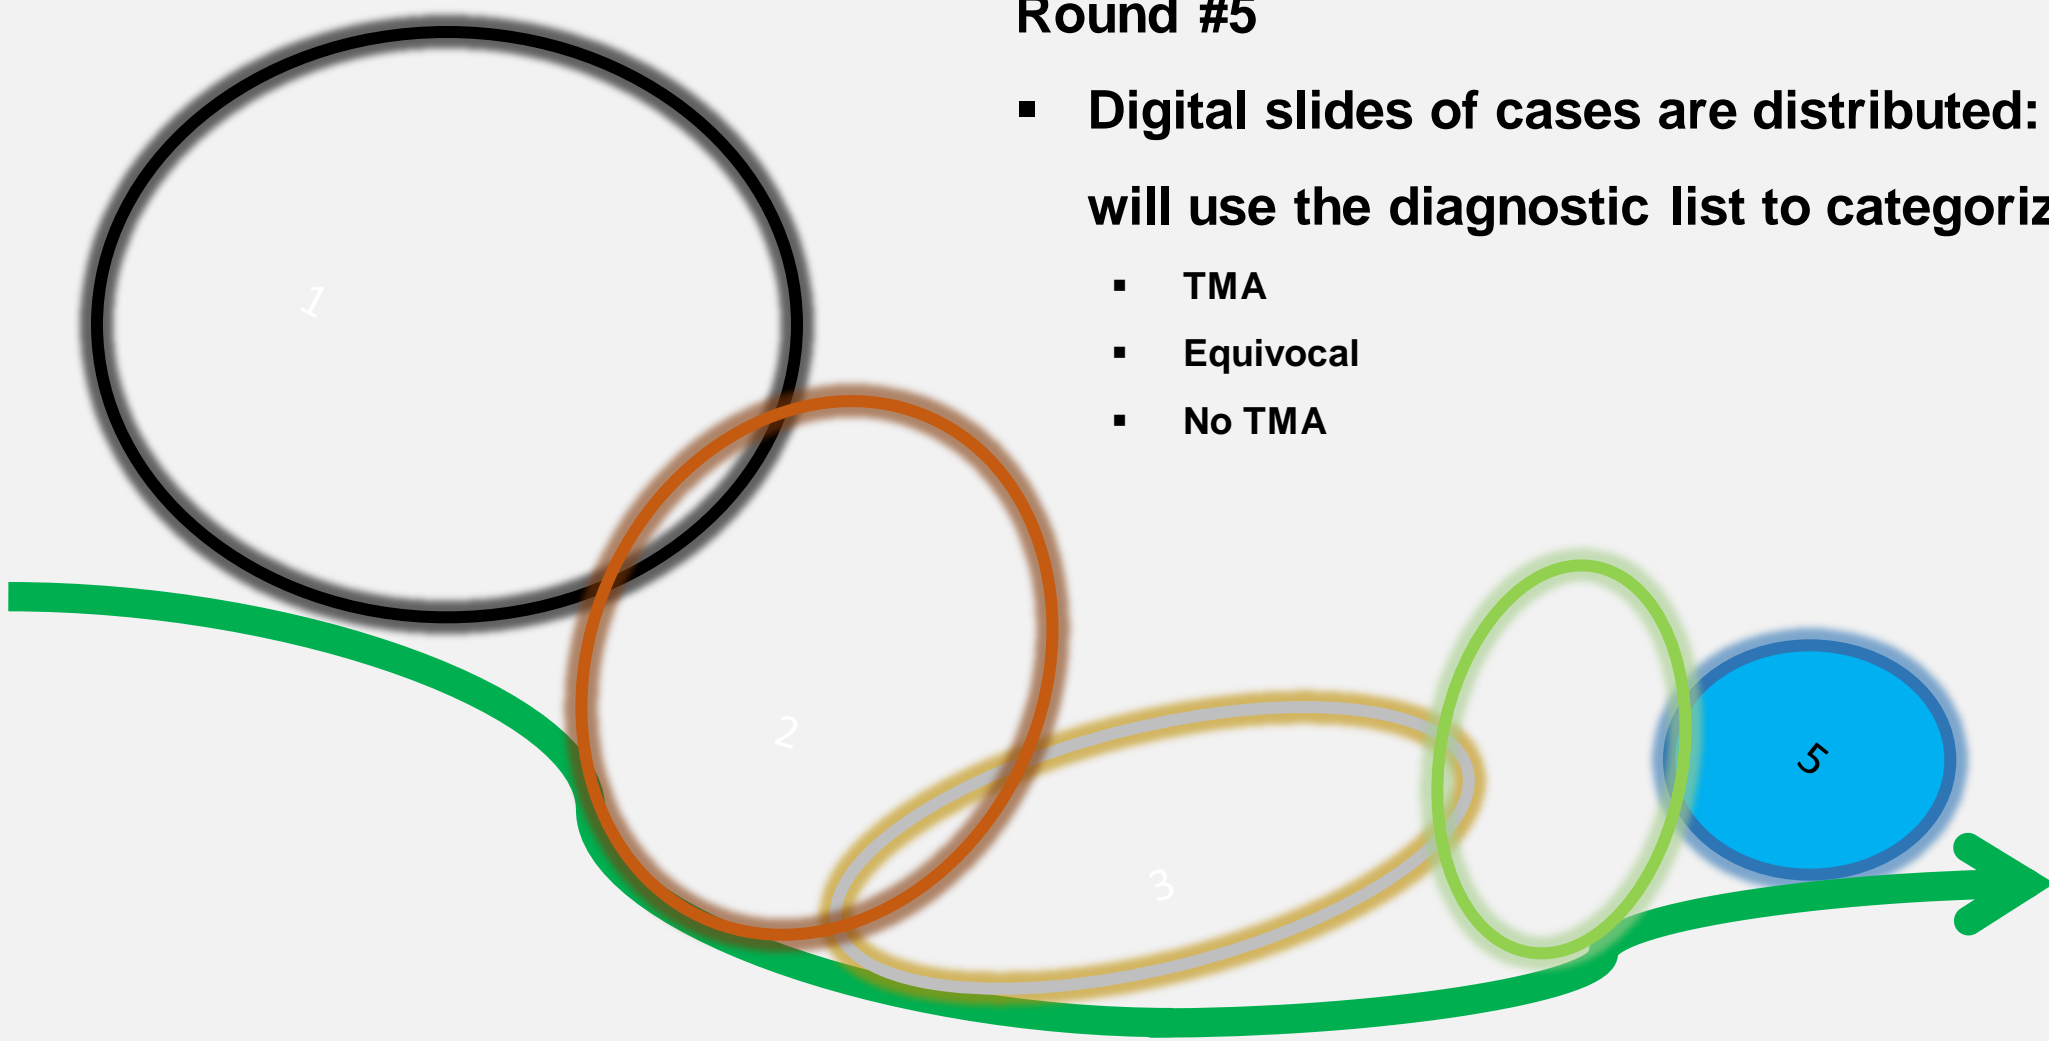 Round #5
▪ Digital slides of cases are distributed:
will use the diagnostic list to categoriz
▪ TMA
▪ Equivocal
▪ No TMA
1
2
3
5